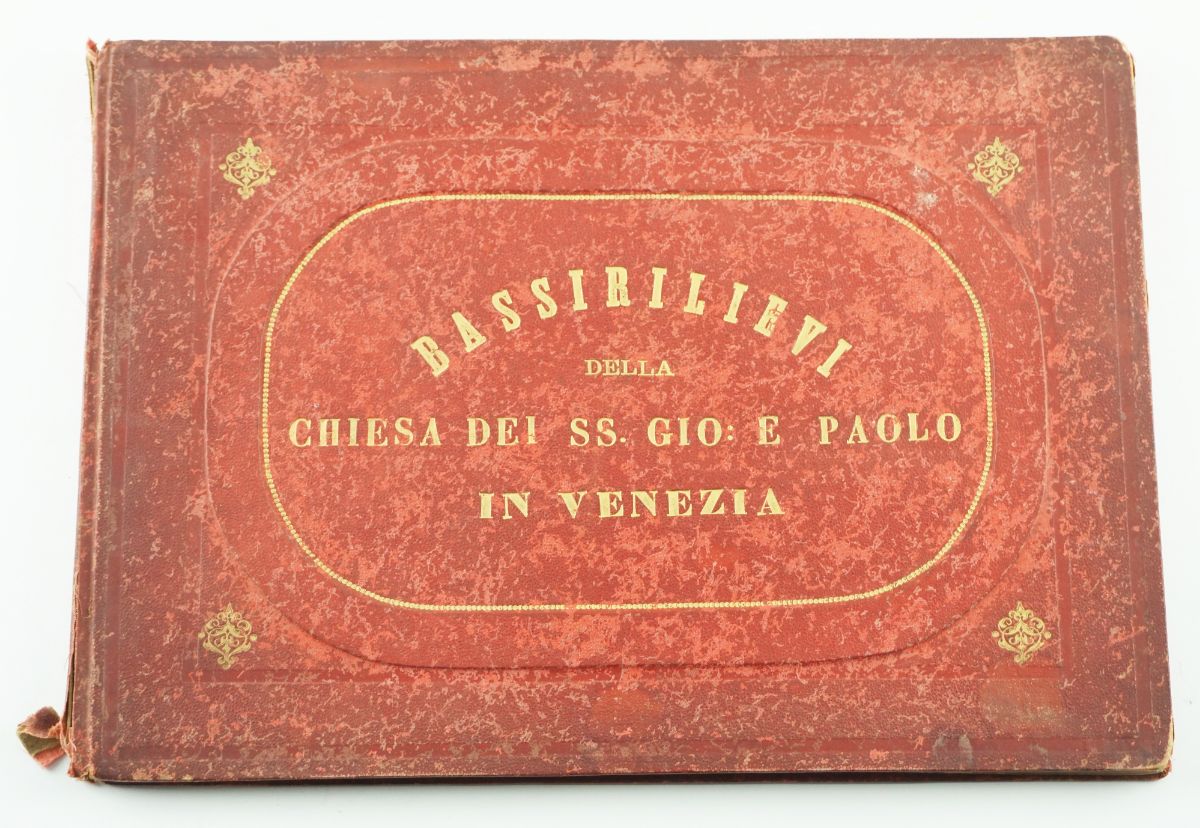 BASSIRILIEVI
DELLA
CHIESA DEI SS. GIO: E PAOLO
IN VENEZIA